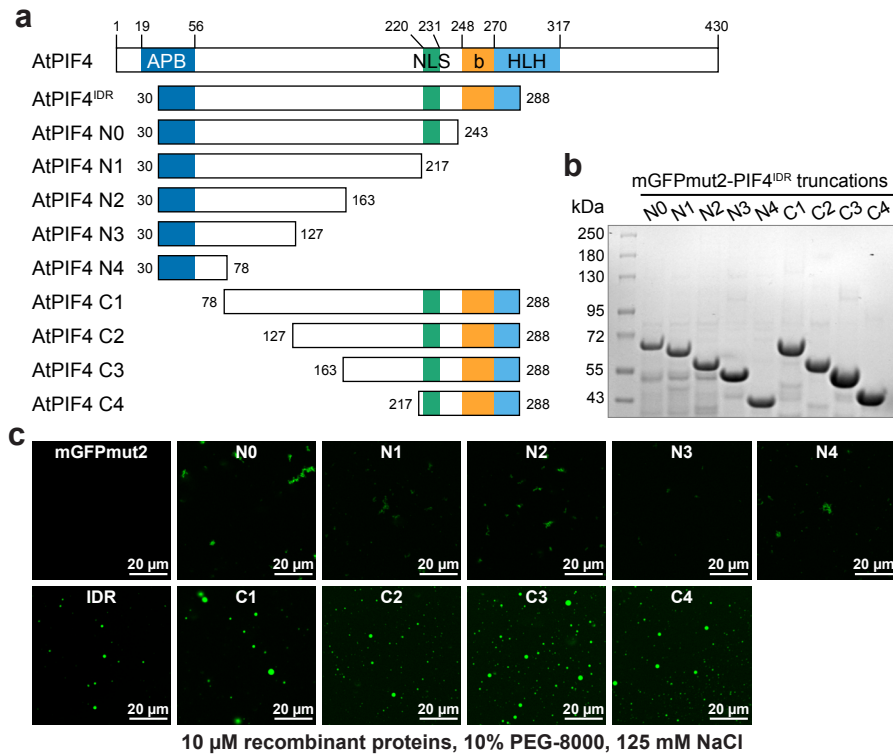 a
1 19 56 220 231 248 270 317 430
AtPIF4 APB NLS b HLH
AtPIF4^IDR 30 288
AtPIF4 N0 30 243
AtPIF4 N1 30 217
AtPIF4 N2 30 163
AtPIF4 N3 30 127
AtPIF4 N4 30 78
AtPIF4 C1 78 288
AtPIF4 C2 127 288
AtPIF4 C3 163 288
AtPIF4 C4 217 288
b
mGFPmut2-PIF4^IDR truncations
kDa N0 N1 N2 N3 N4 C1 C2 C3 C4
250
180
130
95
72
55
43
c
mGFPmut2 N0 N1 N2 N3 N4
20 µm 20 µm 20 µm 20 µm 20 µm 20 µm
IDR C1 C2 C3 C4
20 µm 20 µm 20 µm 20 µm 20 µm
10 µM recombinant proteins, 10% PEG-8000, 125 mM NaCl